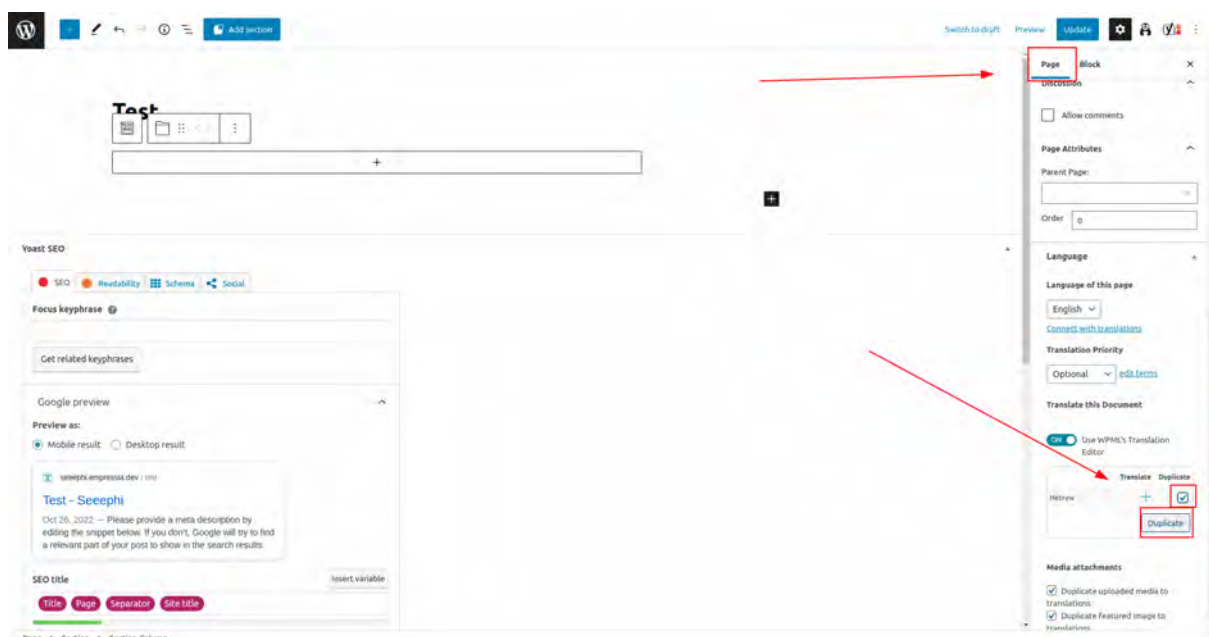 Add section
Switch to draft Preview Update
Page Block
Discussion
Allow comments
Page Attributes
Parent Page:
Order 0
Test
Yoast SEO
SEO Readability Schema Social
Focus keyphrase
Get related keyphrases
Google preview
Preview as:
Mobile result Desktop result
Test - Seeephi
Oct 26, 2022 — Please provide a meta description by
editing the snippet below. If you don't, Google will try to find
a relevant part of your post to show in the search results.
SEO title Insert variable
Title Page Separator Site title
Language
Language of this page
English
Connect with translations
Translation Priority
Optional edit terms
Translate this Document
ON Use WPML's Translation
Editor
Translate Duplicate
Hebrew
Duplicate
Media attachments
Duplicate uploaded media to
translations
Duplicate featured image to
translations